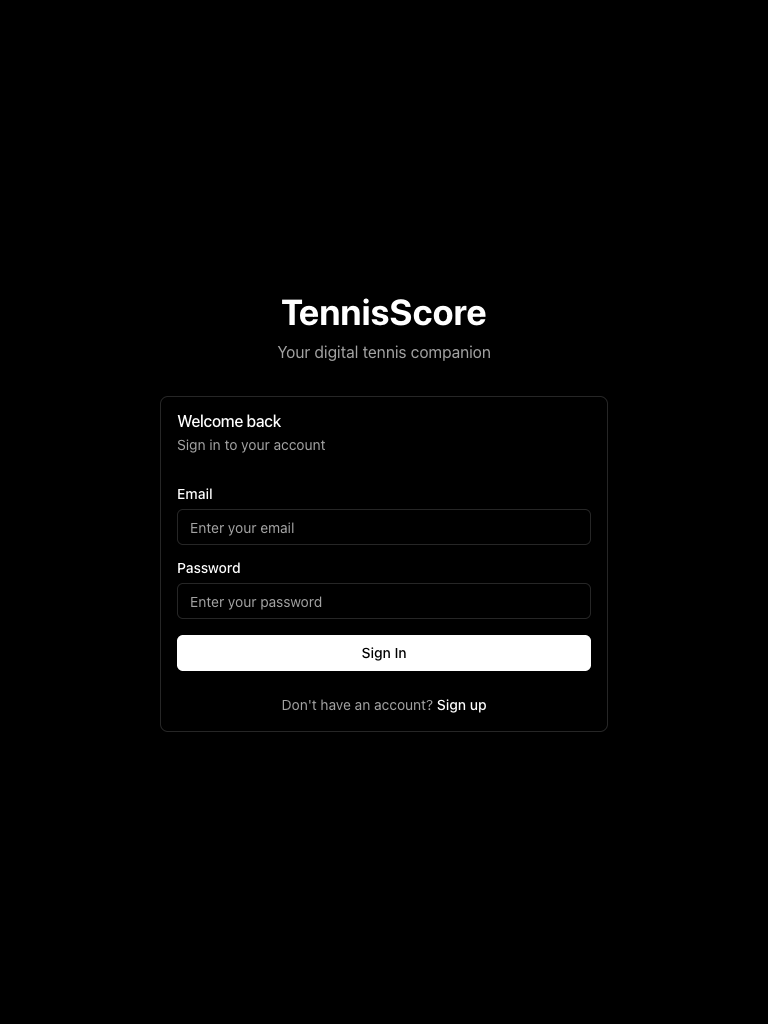 TennisScore
Your digital tennis companion
Welcome back
Sign in to your account
Email
Enter your email
Password
Enter your password
Sign In
Don't have an account? Sign up